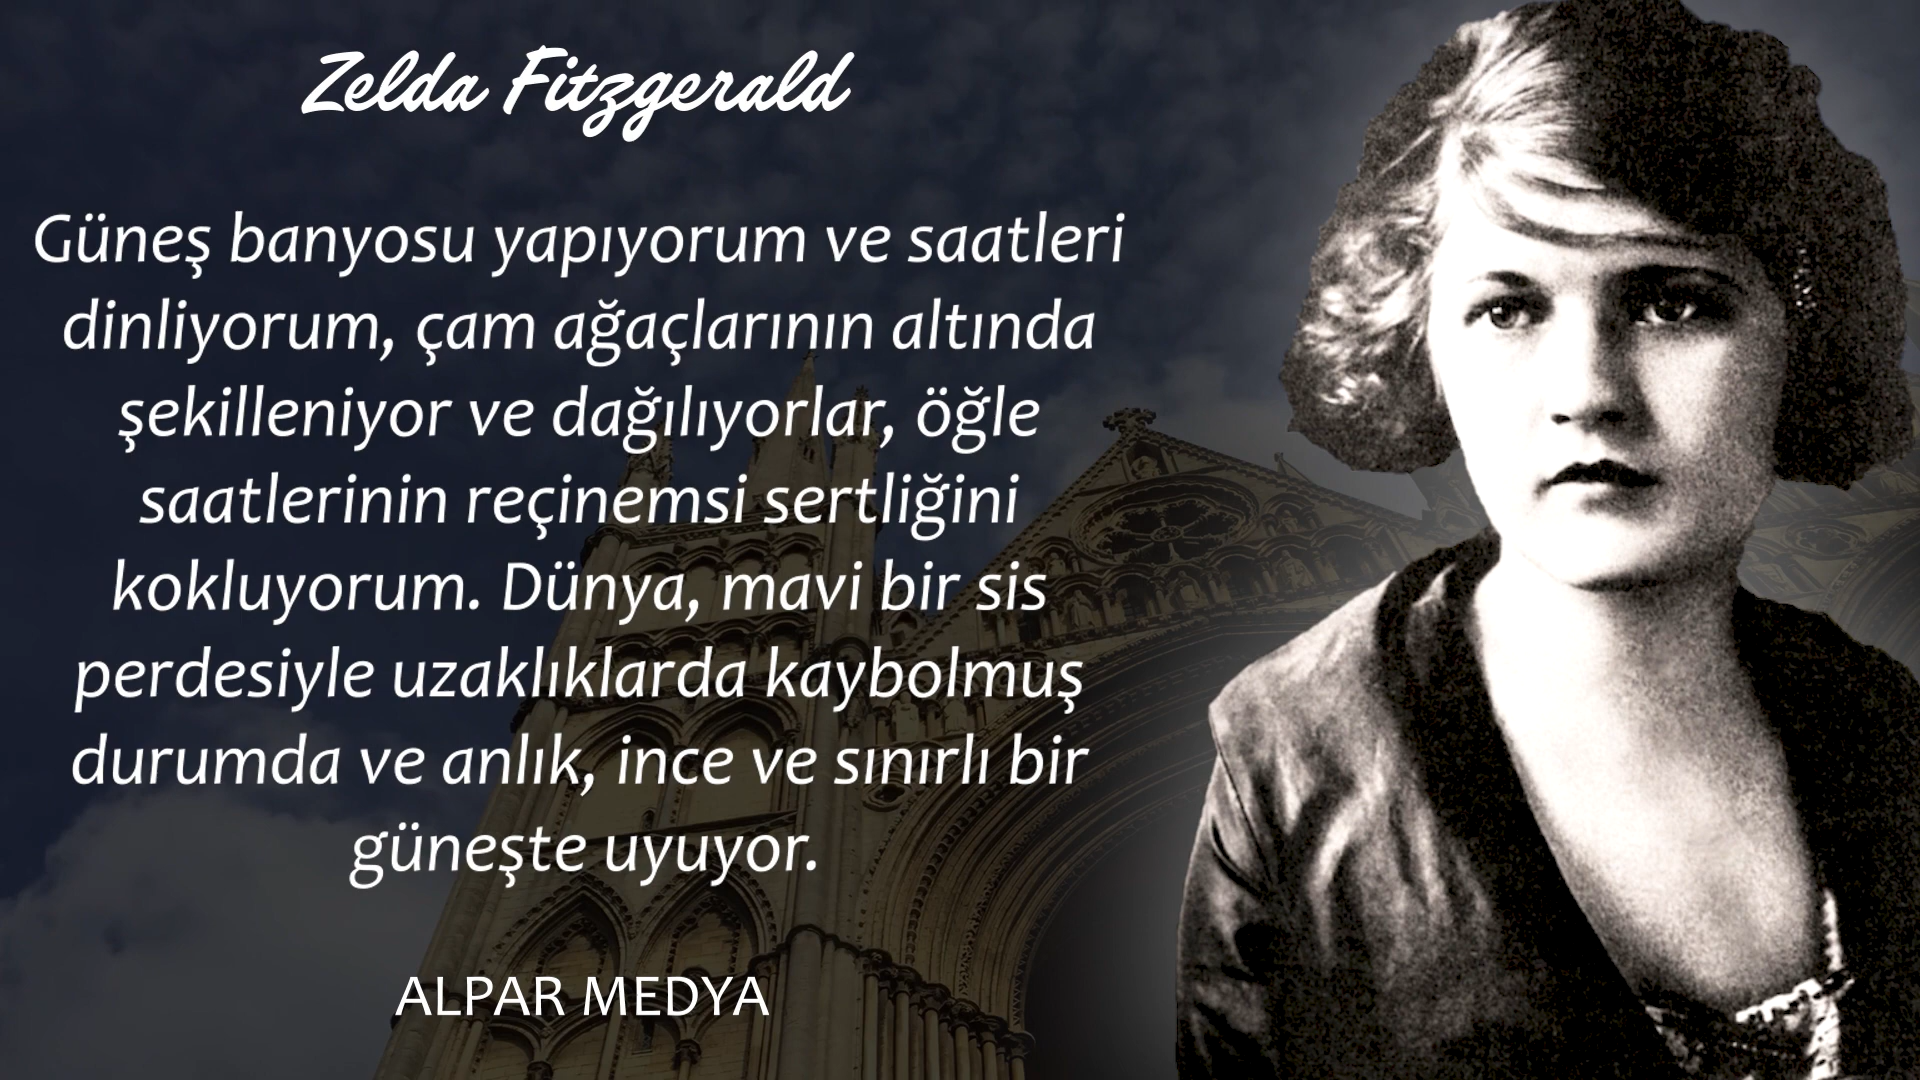 Zelda Fitzgerald
Güneş banyosu yapıyorum ve saatleri
dinliyorum, çam ağaçlarının altında
şekilleniyor ve dağılıyorlar, öğle
saatlerinin reçinemsi sertliğini
kokluyorum. Dünya, mavi bir sis
perdesiyle uzaklıklarda kaybolmuş
durumda ve anlık, ince ve sınırlı bir
güneşte uyuyor.
ALPAR MEDYA